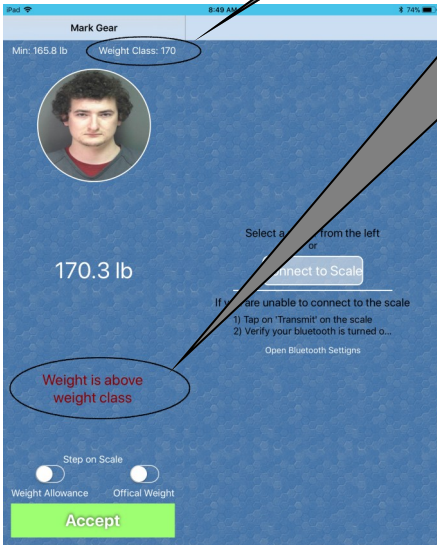 iPad 8:49 AM 74%
Mark Gear
Min: 165.8 lb Weight Class: 170
170.3 lb
Weight is above
weight class
Step on Scale
Weight Allowance Offical Weight
Accept
Select a from the left
or
nnect to Scale
If you are unable to connect to the scale
1) Tap on 'Transmit' on the scale
2) Verify your bluetooth is turned o...
Open Bluetooth Settigns